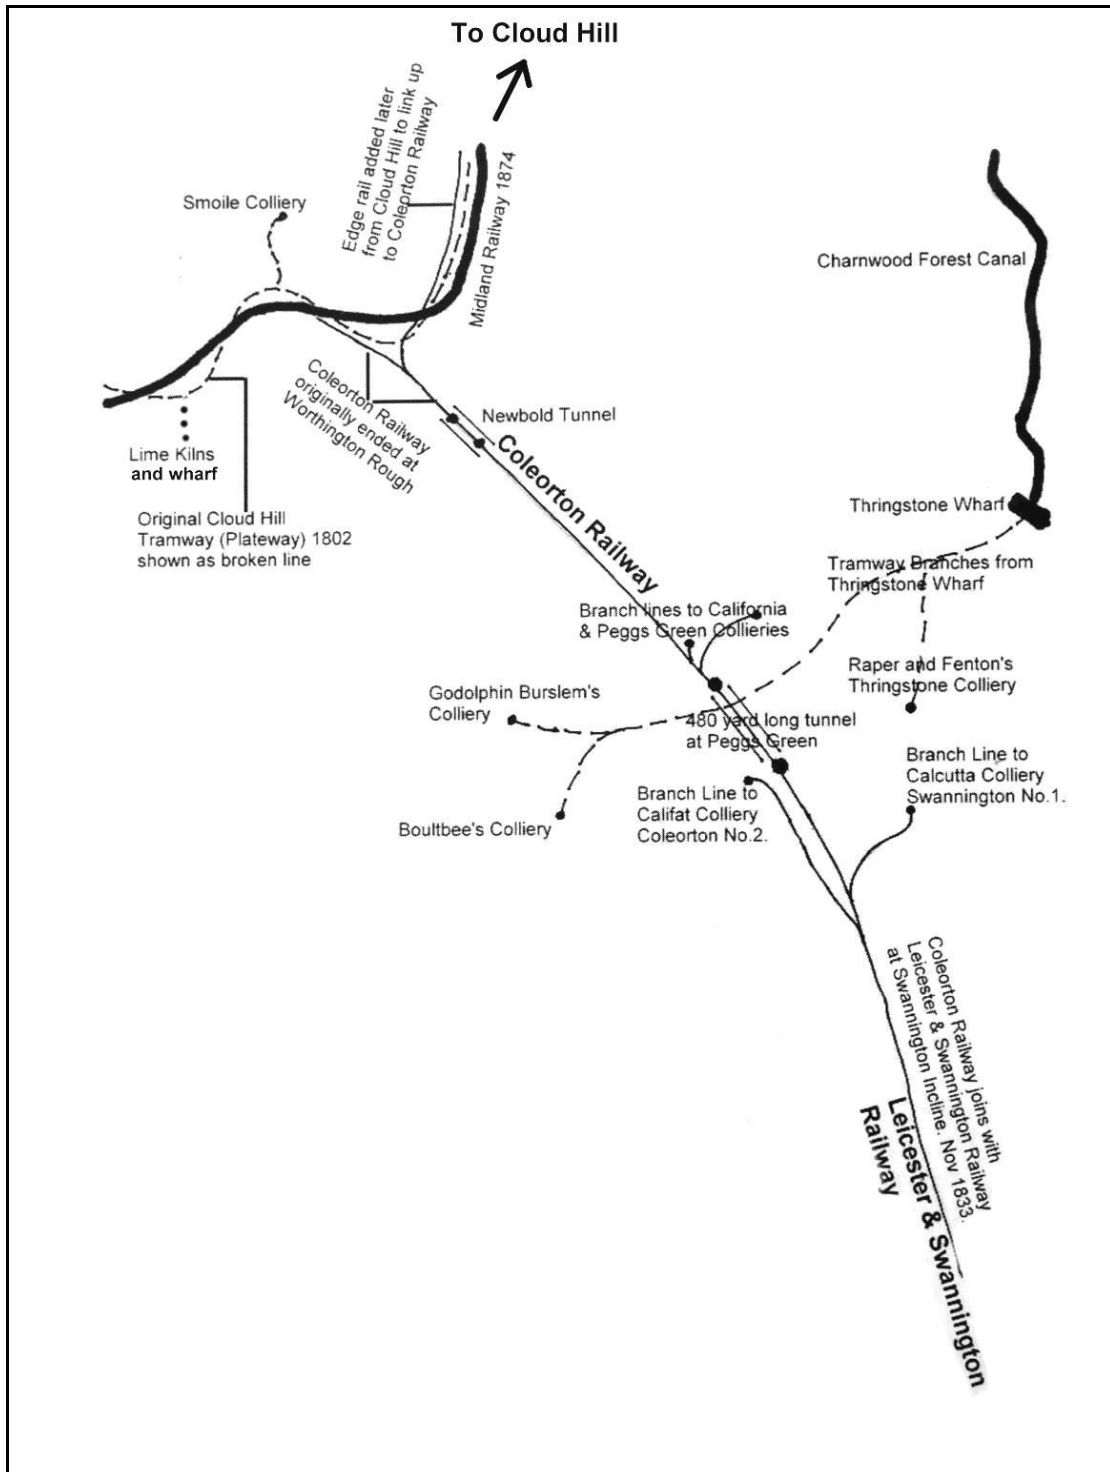 To Cloud Hill
Edge rail added later
from Cloud Hill to link up
to Coleorton Railway
Midland Railway 1874
Smoile Colliery
Charnwood Forest Canal
Coleorton Railway
originally ended at
Worthington Rough
Newbold Tunnel
Coleorton Railway
Lime Kilns
and wharf
Original Cloud Hill
Tramway (Plateway) 1802
shown as broken line
Thringstone Wharf
Tramway Branches from
Thringstone Wharf
Branch lines to California
& Peggs Green Collieries
Raper and Fenton's
Thringstone Colliery
Godolphin Burslem's
Colliery
480 yard long tunnel
at Peggs Green
Branch Line to
Calcutta Colliery
Swannington No.1.
Branch Line to
Califat Colliery
Coleorton No.2.
Boultbee's Colliery
Coleorton Railway joins with
Leicester & Swannington Railway
at Swannington Incline. Nov 1833.
Leicester & Swannington
Railway